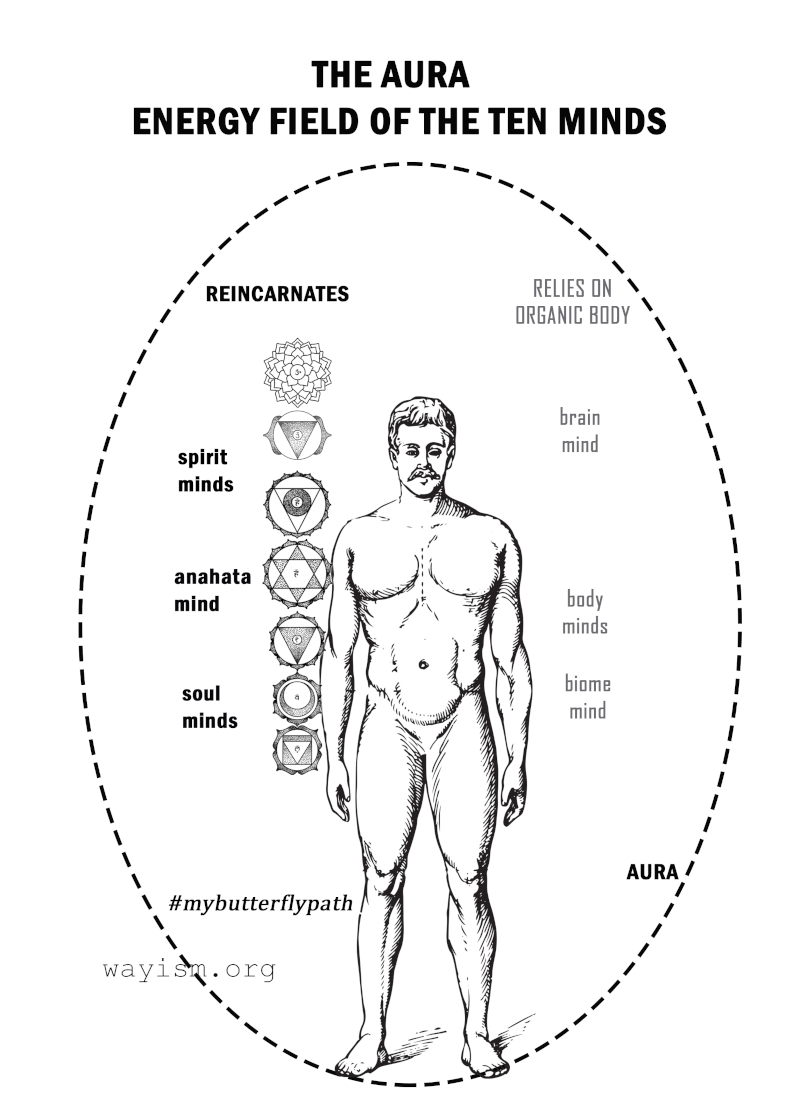 THE AURA
ENERGY FIELD OF THE TEN MINDS
REINCARNATES
RELIES ON
ORGANIC BODY
brain
mind
spirit
minds
anahata
mind
body
minds
soul
minds
biome
mind
AURA
#mybutterflypath
wayism.org